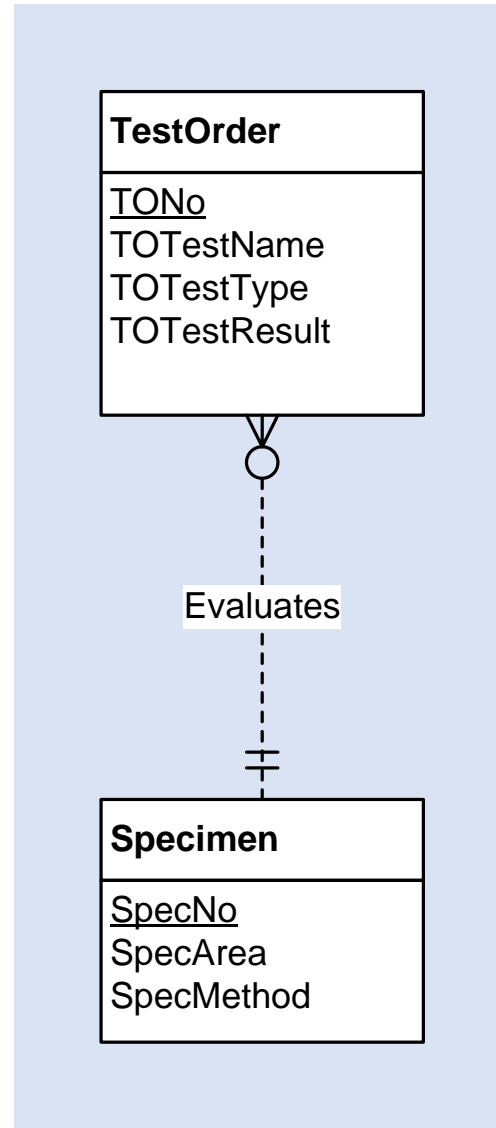 TestOrder
TONo
TOTestName
TOTestType
TOTestResult
Evaluates
Specimen
SpecNo
SpecArea
SpecMethod